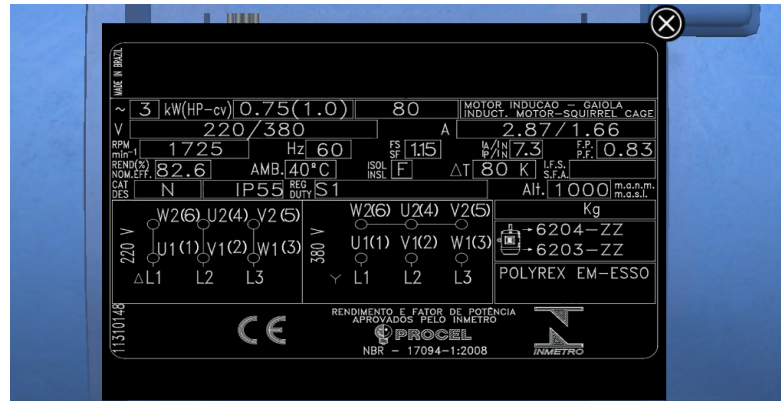 MADE IN BRAZIL
~ 3 kW(HP-cv) 0.75(1.0) 80 MOTOR INDUCAO - GAIOLA
INDUCT. MOTOR-SQUIRREL CAGE
V 220/380 A 2.87/1.66
RPM
min-1 1725 Hz 60 FS
SF 1.15 IA/IN
IP/IN 7.3 F.P.
P.F. 0.83
REND(%)
NOM.EFF. 82.6 AMB. 40°C ISOL
INSL F ΔT 80 K I.F.S.
S.F.A.
CAT
DES N IP55 REG
DUTY S1 Alt. 1000 m.a.n.m.
m.a.s.l.
W2(6) U2(4) V2(5)
U1(1) V1(2) W1(3)
220 V
Δ L1 L2 L3
W2(6) U2(4) V2(5)
U1(1) V1(2) W1(3)
380 V
Y L1 L2 L3
Kg
6204-ZZ
6203-ZZ
POLYREX EM-ESSO
11310148
CE
RENDIMENTO E FATOR DE POTÊNCIA
APROVADOS PELO INMETRO
PROCEL
NBR - 17094-1:2008
INMETRO